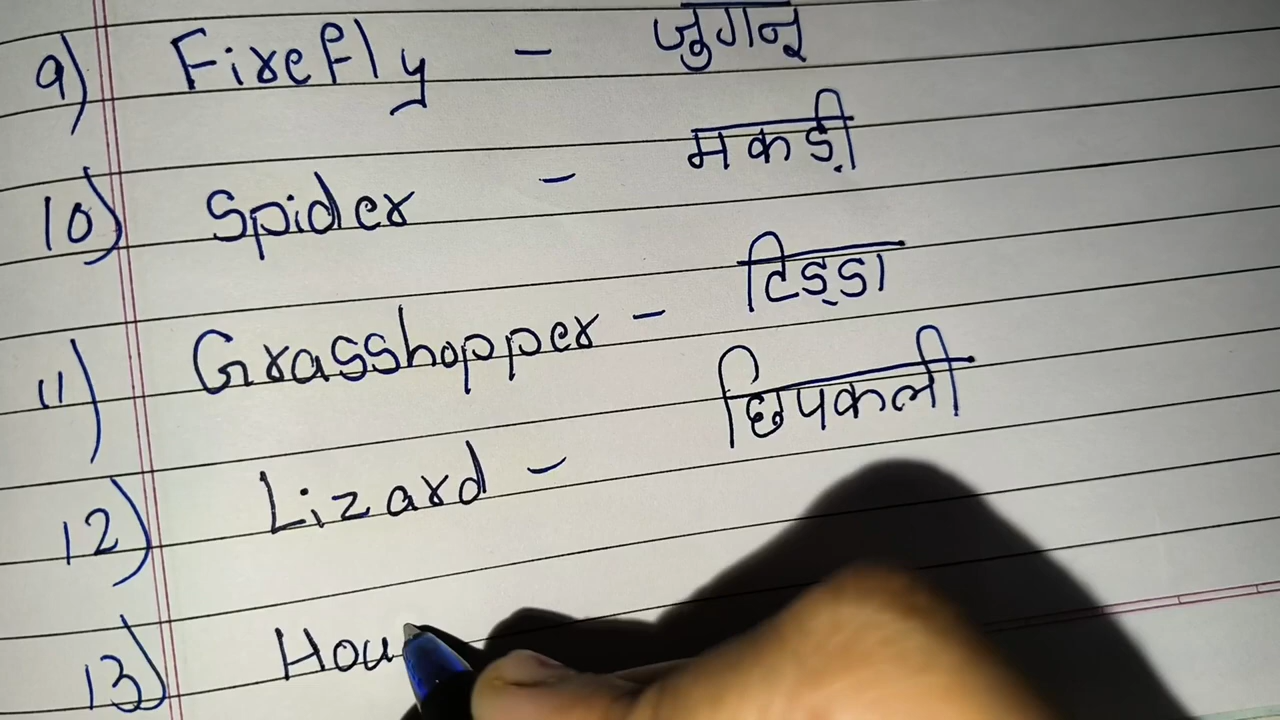 9) Firefly - जुगनू
10) Spider - मकड़ी
11) Grasshopper - टिड्डा
12) Lizard - छिपकली
13) Hou